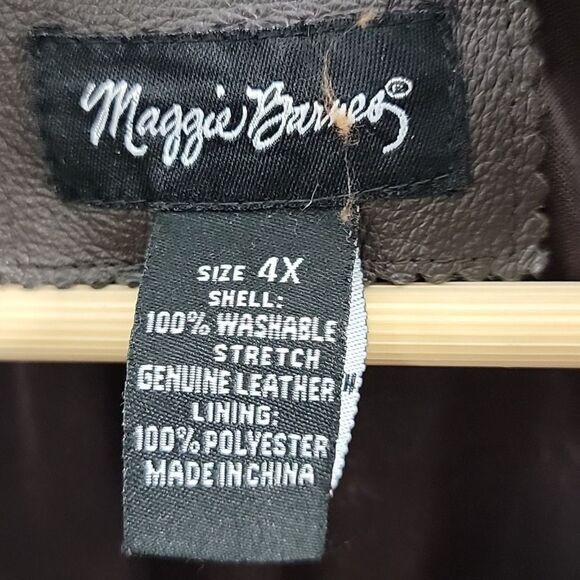 Maggie Barnes®
SIZE 4X
SHELL:
100% WASHABLE
STRETCH
GENUINE LEATHER
LINING:
100% POLYESTER
MADE IN CHINA